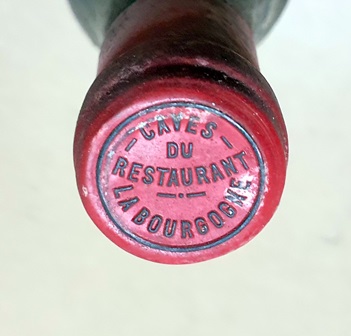 - CAVES -
DU
RESTAURANT
LA BOURGOGNE